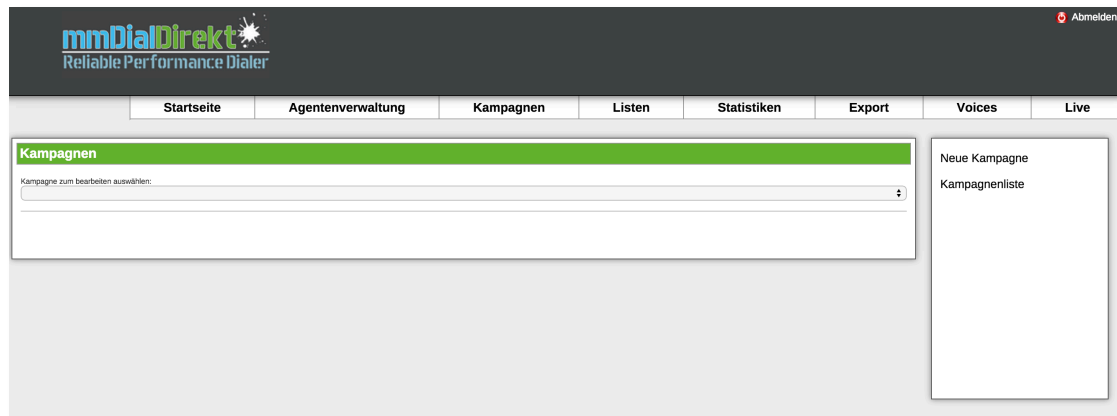 Abmelden
mmDialDirekt
Reliable Performance Dialer
Startseite Agentenverwaltung Kampagnen Listen Statistiken Export Voices Live
Kampagnen
Kampagne zum bearbeiten auswählen:
Neue Kampagne
Kampagnenliste